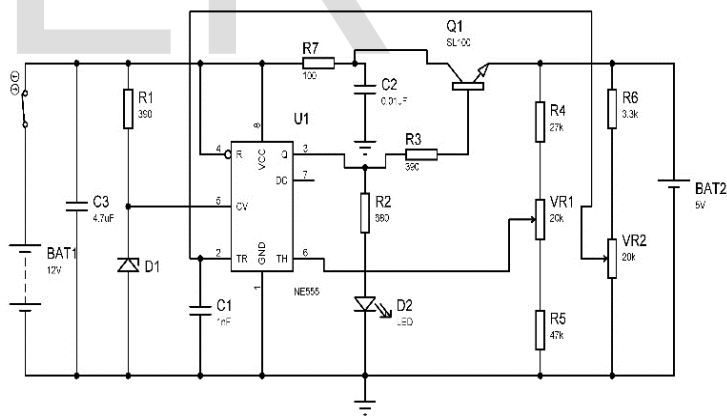 Q1
SL100
R7
100
C2
0.01uF
R1
390
U1
8
VCC
4
R
Q
3
R3
390
DC
7
R4
27k
R6
3.3k
C3
4.7uF
5
CV
R2
680
VR1
20k
BAT2
5V
BAT1
12V
D1
2
TR
GND
TH
6
VR2
20k
1
NE555
C1
1nF
D2
LED
R5
47k